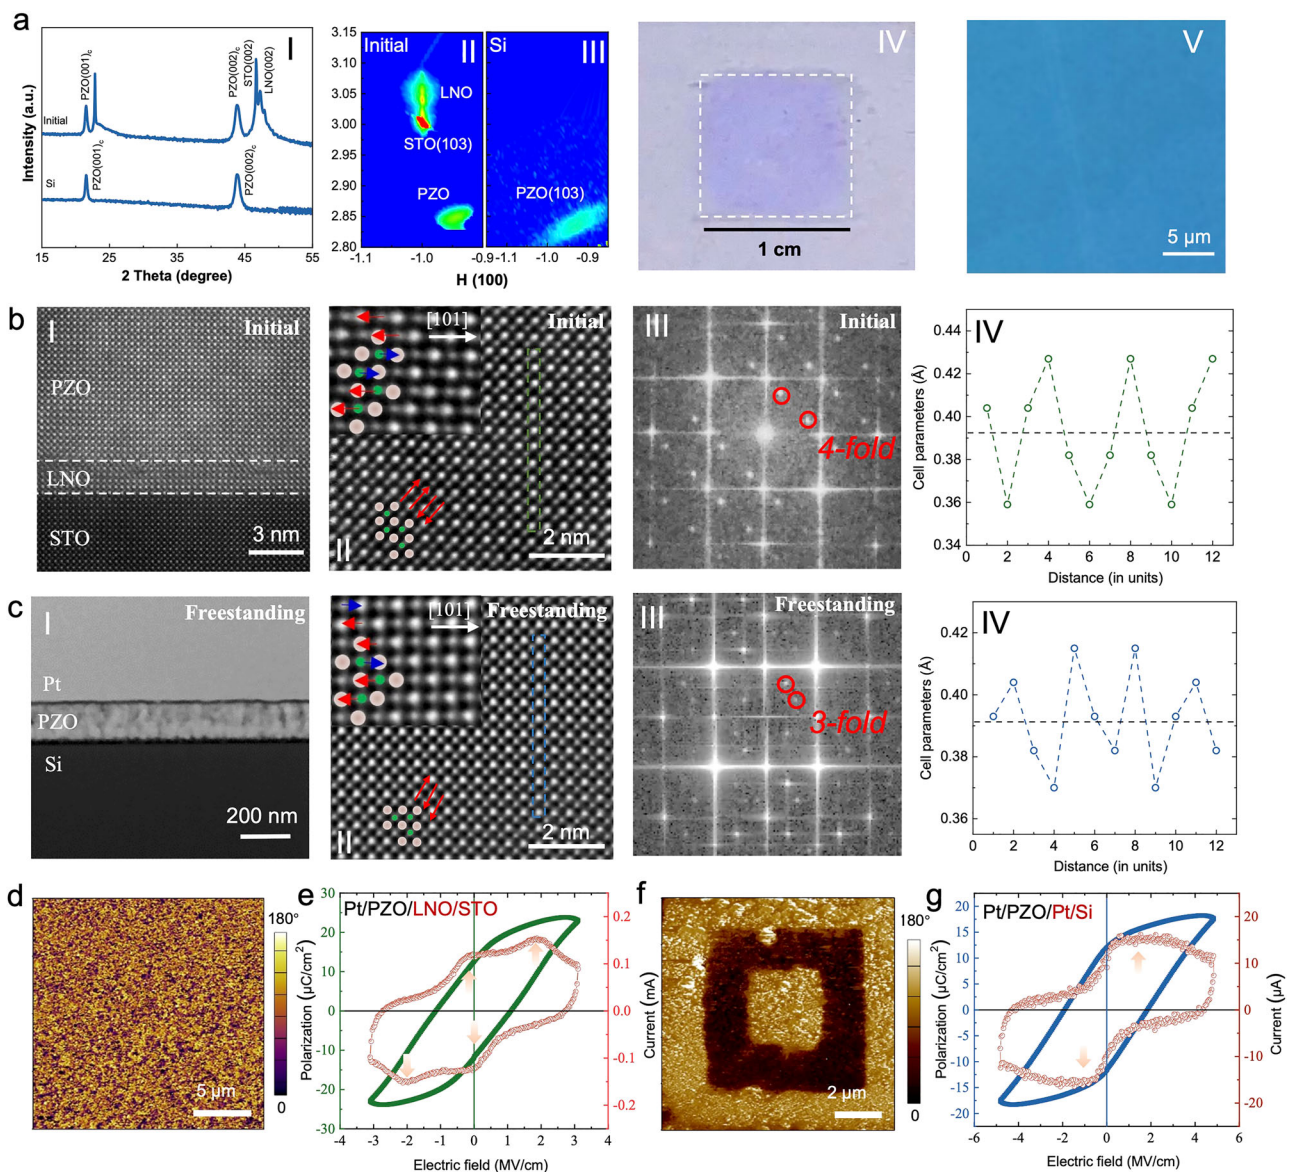 a
I
Intensity (a.u.)
Initial
PZO(001)c
PZO(002)c
STO(002)
LNO(002)
Si
PZO(001)c
PZO(002)c
15 25 35 45 55
2 Theta (degree)
3.15
3.10
3.05
3.00
2.95
2.90
2.85
2.80
Initial II
LNO
STO(103)
PZO
-1.1 -1.0
Si III
PZO(103)
-1.1 -1.0 -0.9
H (100)
IV
1 cm
V
5 μm
b
I Initial
PZO
LNO
STO
3 nm
[101] Initial
II
2 nm
III Initial
4-fold
IV
Cell parameters (Å)
0.44
0.42
0.40
0.38
0.36
0.34
0 2 4 6 8 10 12
Distance (in units)
c
I Freestanding
Pt
PZO
Si
200 nm
[101] Freestanding
II
2 nm
III Freestanding
3-fold
IV
Cell parameters (Å)
0.42
0.40
0.38
0.36
0 2 4 6 8 10 12
Distance (in units)
d
5 μm
180°
0
e
Pt/PZO/LNO/STO
Polarization (μC/cm²)
30
20
10
0
-10
-20
-30
-4 -3 -2 -1 0 1 2 3 4
Electric field (MV/cm)
0.2
0.1
0.0
-0.1
-0.2
Current (mA)
f
2 μm
180°
0
g
Pt/PZO/Pt/Si
Polarization (μC/cm²)
20
15
10
5
0
-5
-10
-15
-20
-6 -4 -2 0 2 4 6
Electric field (MV/cm)
25
20
15
10
5
0
-5
-10
-15
-20
-25
Current (μA)